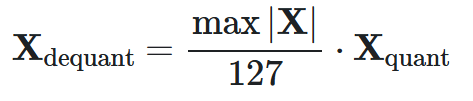 X_dequant = max |X| / 127 · X_quant